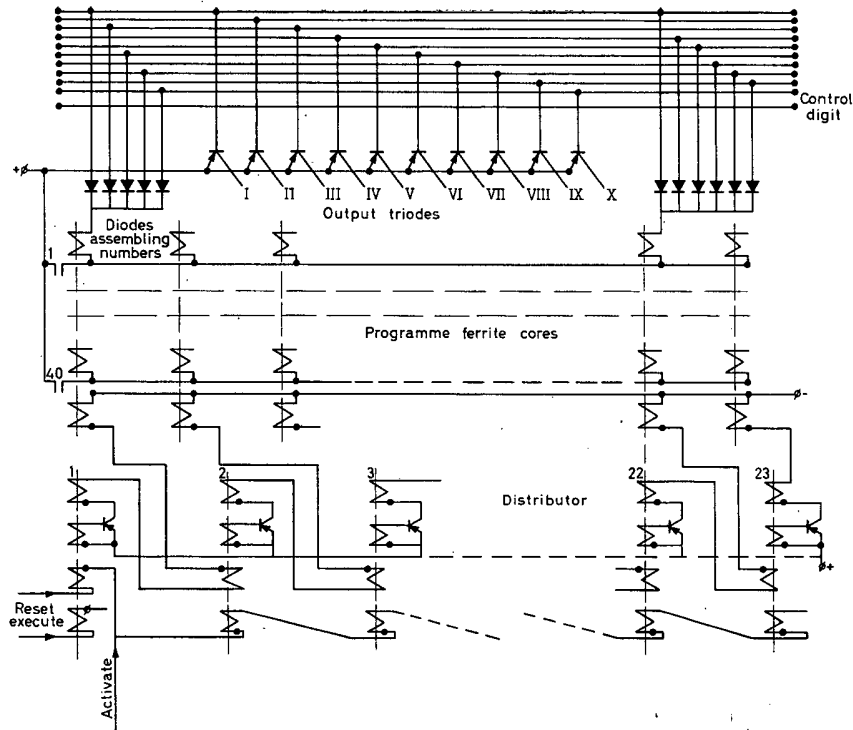 Control
digit
+ø
I II III IV V VI VII VIII IX X
Output triodes
Diodes
assembling
numbers
1
Programme ferrite cores
40
ø-
1 2 3 22 23
Distributor
ø+
Reset
execute
Activate